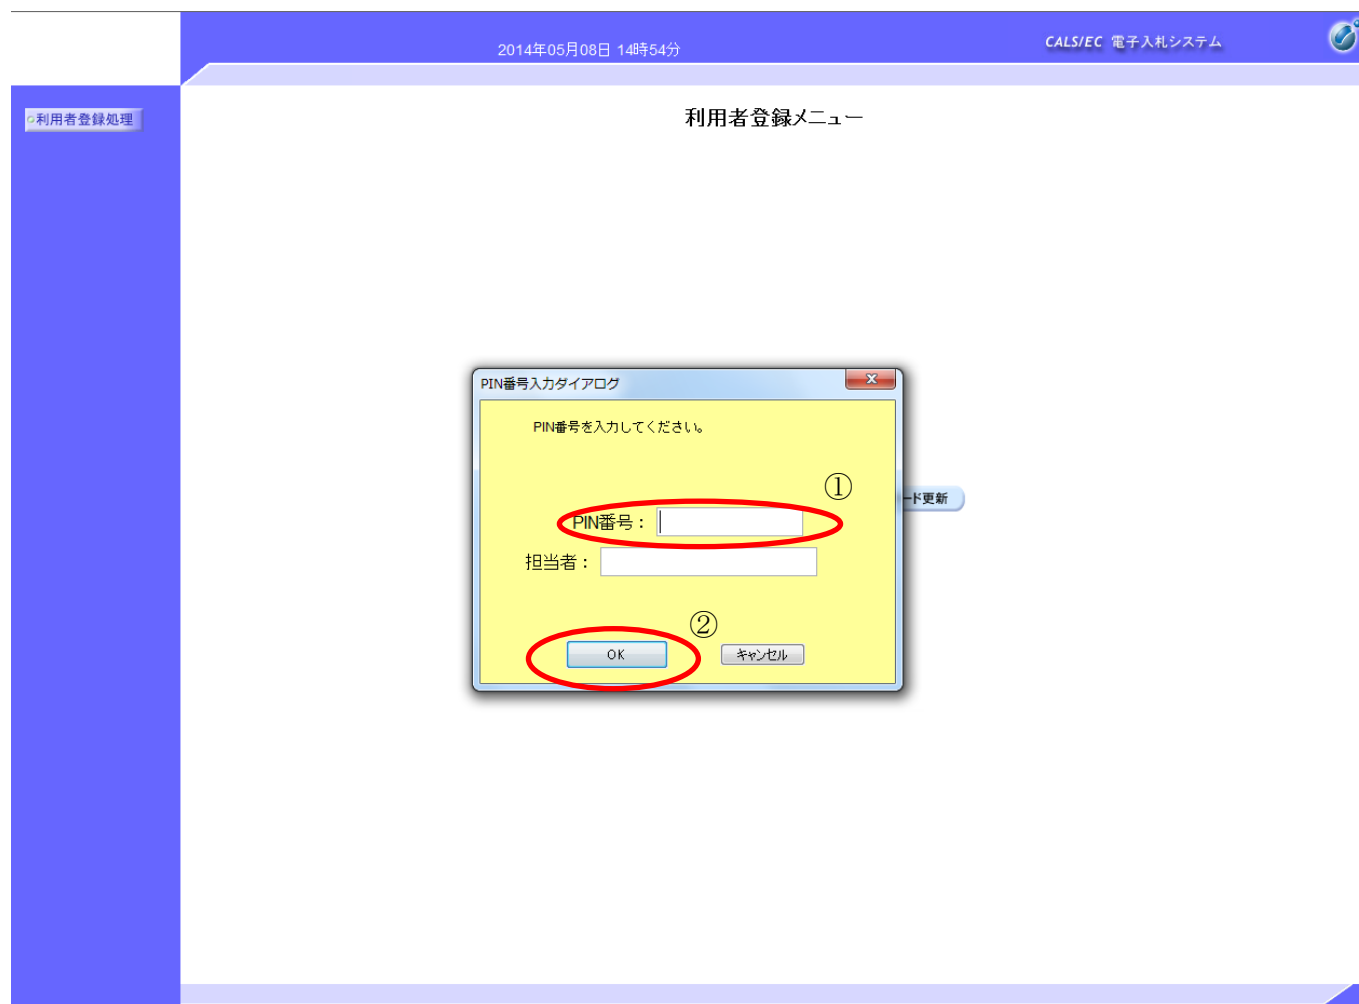 2014年05月08日 14時54分
CALS/EC 電子入札システム
利用者登録処理
利用者登録メニュー
PIN番号入力ダイアログ
PIN番号を入力してください。
①
ード更新
PIN番号：
担当者：
②
OK
キャンセル